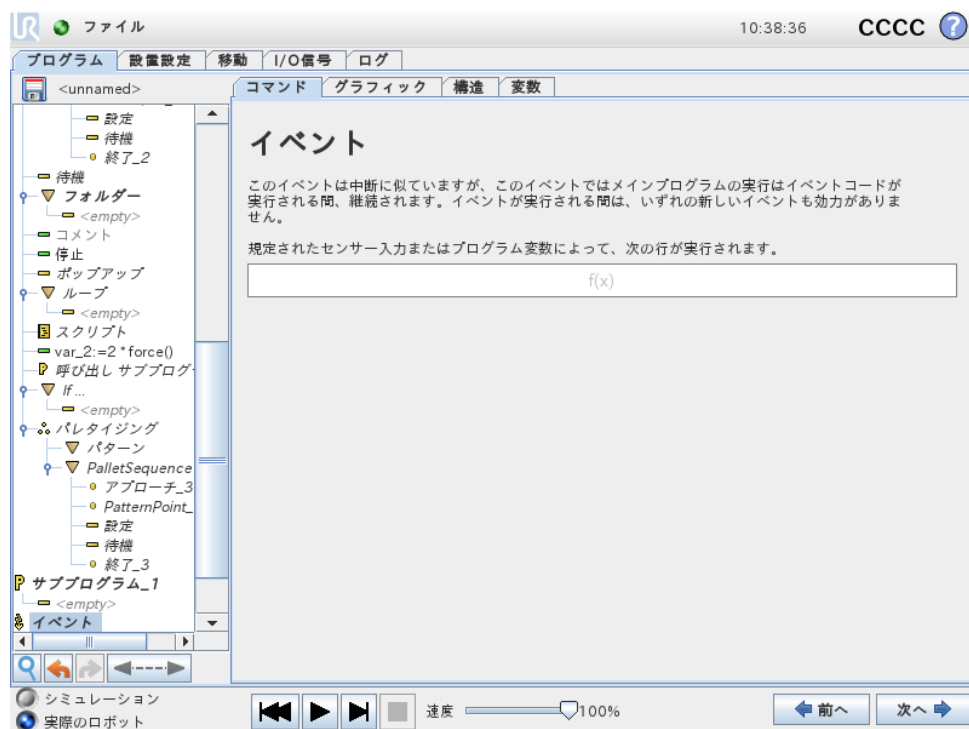 UR ファイル 10:38:36 CCCC ?
プログラム 設置設定 移動 I/O信号 ログ
<unnamed>
コマンド グラフィック 構造 変数
設定
待機
終了_2
待機
フォルダー
<empty>
コメント
停止
ポップアップ
ループ
<empty>
スクリプト
var_2:=2 * force()
呼び出し サブプログ
If ...
<empty>
パレタイジング
パターン
PalletSequence
アプローチ_3
PatternPoint_
設定
待機
終了_3
サブプログラム_1
<empty>
イベント
イベント
このイベントは中断に似ていますが、このイベントではメインプログラムの実行はイベントコードが
実行される間、継続されます。イベントが実行される間は、いずれの新しいイベントも効力がありま
せん。
規定されたセンサー入力またはプログラム変数によって、次の行が実行されます。
f(x)
シミュレーション
実際のロボット
速度 100%
前へ 次へ